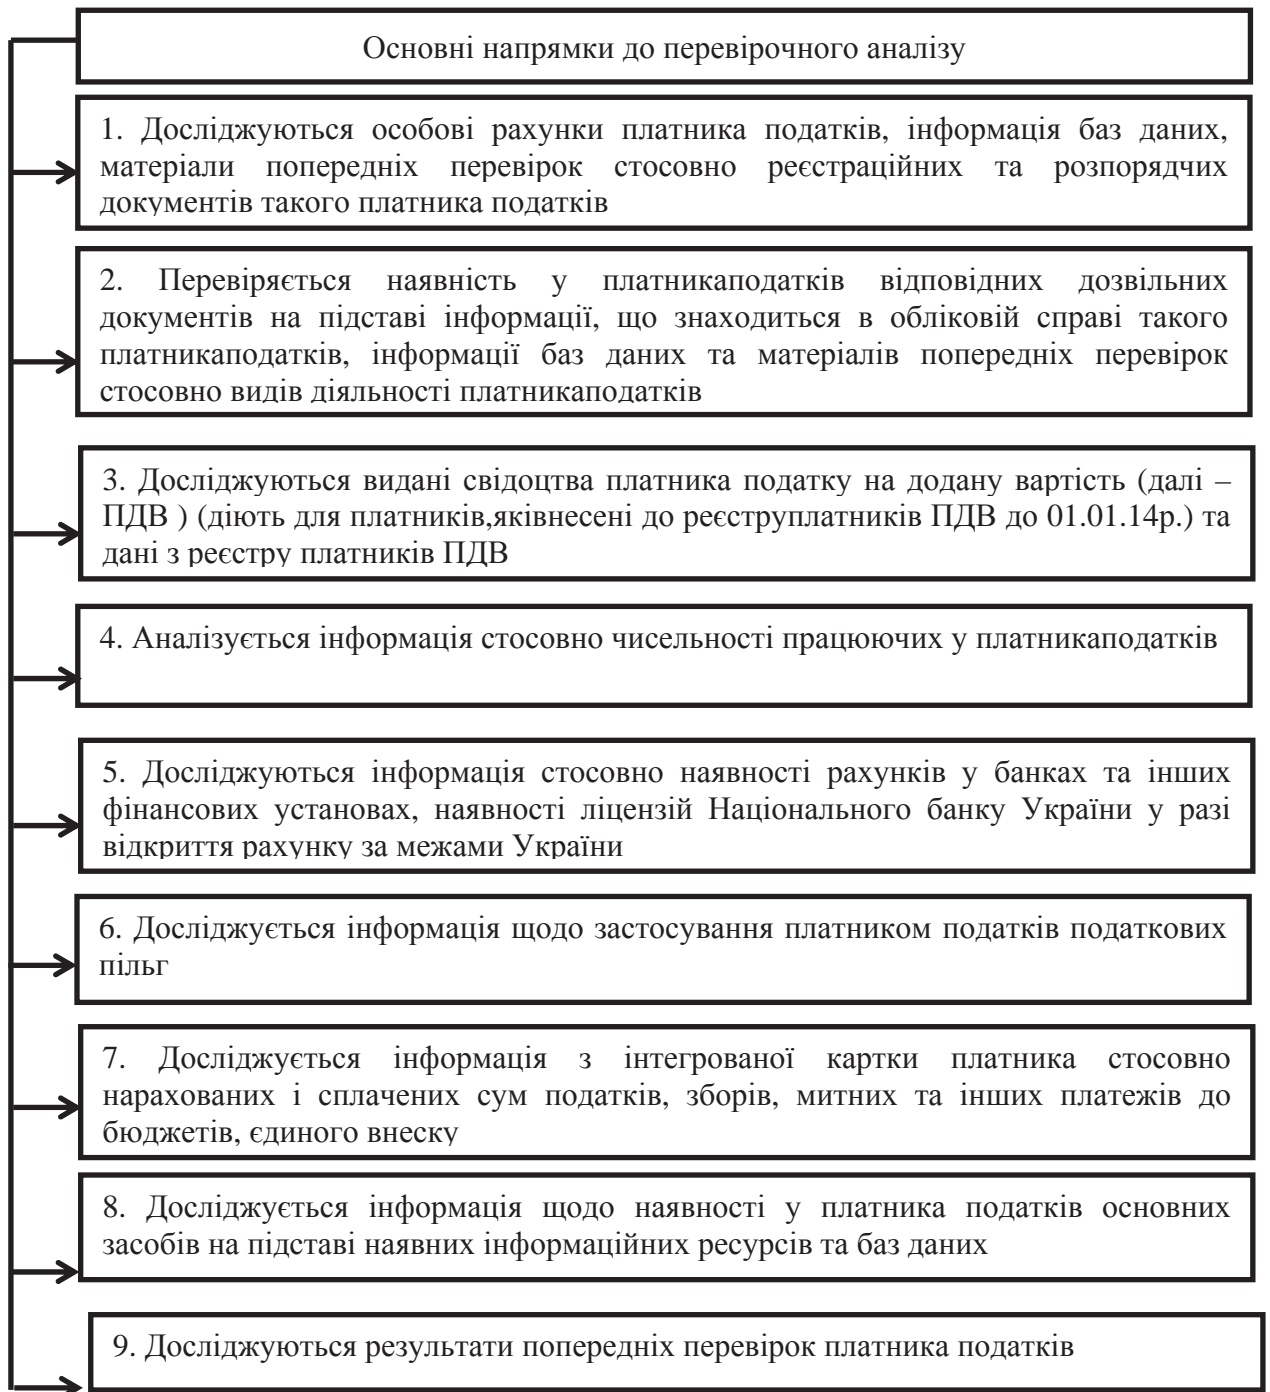 Основні напрямки до перевірочного аналізу
1. Досліджуються особові рахунки платника податків, інформація баз даних,
матеріали попередніх перевірок стосовно реєстраційних та розпорядчих
документів такого платника податків
2. Перевіряється наявність у платникаподатків відповідних дозвільних
документів на підставі інформації, що знаходиться в обліковій справі такого
платникаподатків, інформації баз даних та матеріалів попередніх перевірок
стосовно видів діяльності платникаподатків
3. Досліджуються видані свідоцтва платника податку на додану вартість (далі –
ПДВ ) (діють для платників,яківнесені до реєструплатників ПДВ до 01.01.14р.) та
дані з реєстру платників ПДВ
4. Аналізується інформація стосовно чисельності працюючих у платникаподатків
5. Досліджуються інформація стосовно наявності рахунків у банках та інших
фінансових установах, наявності ліцензій Національного банку України у разі
відкриття рахунку за межами України
6. Досліджується інформація щодо застосування платником податків податкових
пільг
7. Досліджується інформація з інтегрованої картки платника стосовно
нарахованих і сплачених сум податків, зборів, митних та інших платежів до
бюджетів, єдиного внеску
8. Досліджується інформація щодо наявності у платника податків основних
засобів на підставі наявних інформаційних ресурсів та баз даних
9. Досліджуються результати попередніх перевірок платника податків